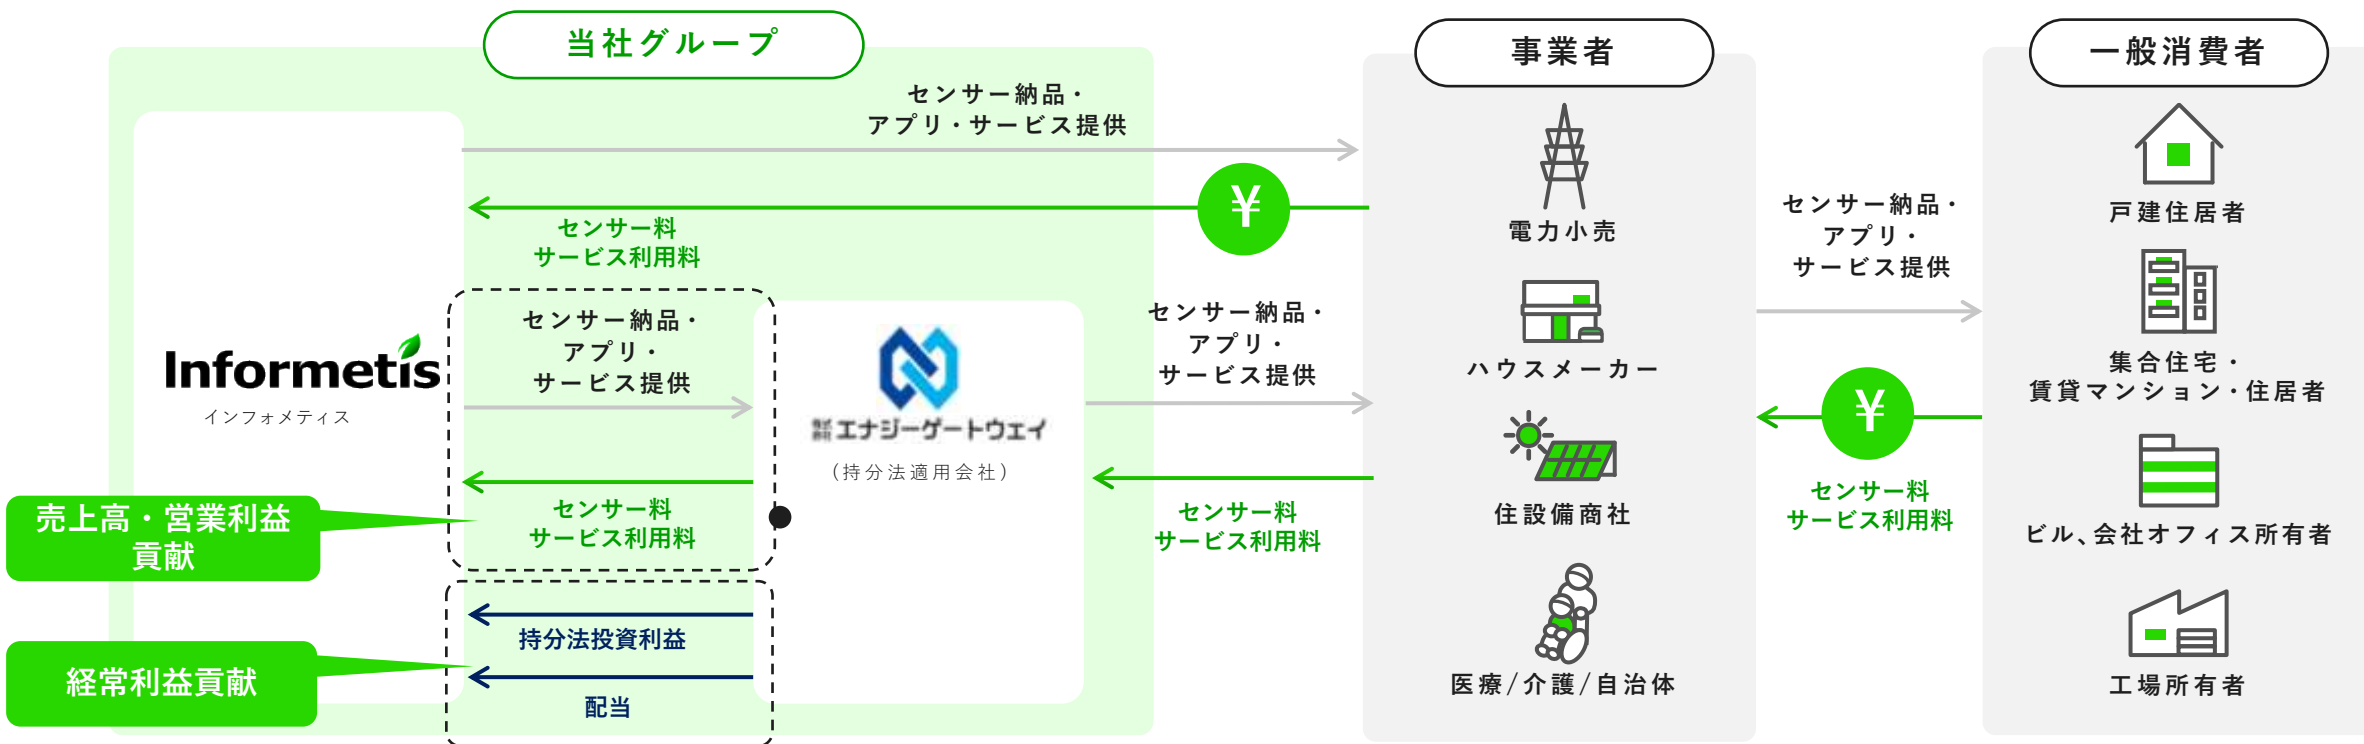 当社グループ
センサー納品・
アプリ・サービス提供
¥
センサー料
サービス利用料
Informetis
インフォメティス
センサー納品・
アプリ・
サービス提供
センサー料
サービス利用料
株式会社エナジーゲートウェイ
(持分法適用会社)
売上高・営業利益
貢献
持分法投資利益
経常利益貢献
配当
センサー納品・
アプリ・
サービス提供
センサー料
サービス利用料
事業者
電力小売
ハウスメーカー
住設備商社
医療/介護/自治体
センサー納品・
アプリ・
サービス提供
¥
センサー料
サービス利用料
一般消費者
戸建住居者
集合住宅・
賃貸マンション・住居者
ビル、会社オフィス所有者
工場所有者